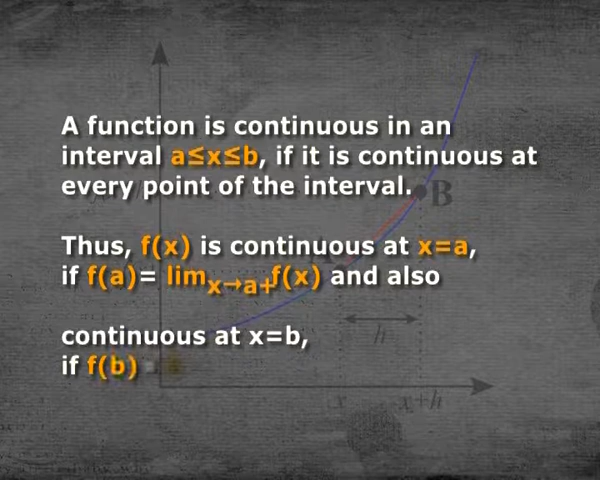 A function is continuous in an
interval a≤x≤b, if it is continuous at
every point of the interval.
B
Thus, f(x) is continuous at x=a,
if f(a)= lim x→a+ f(x) and also
h
continuous at x=b,
if f(b)
x x+h